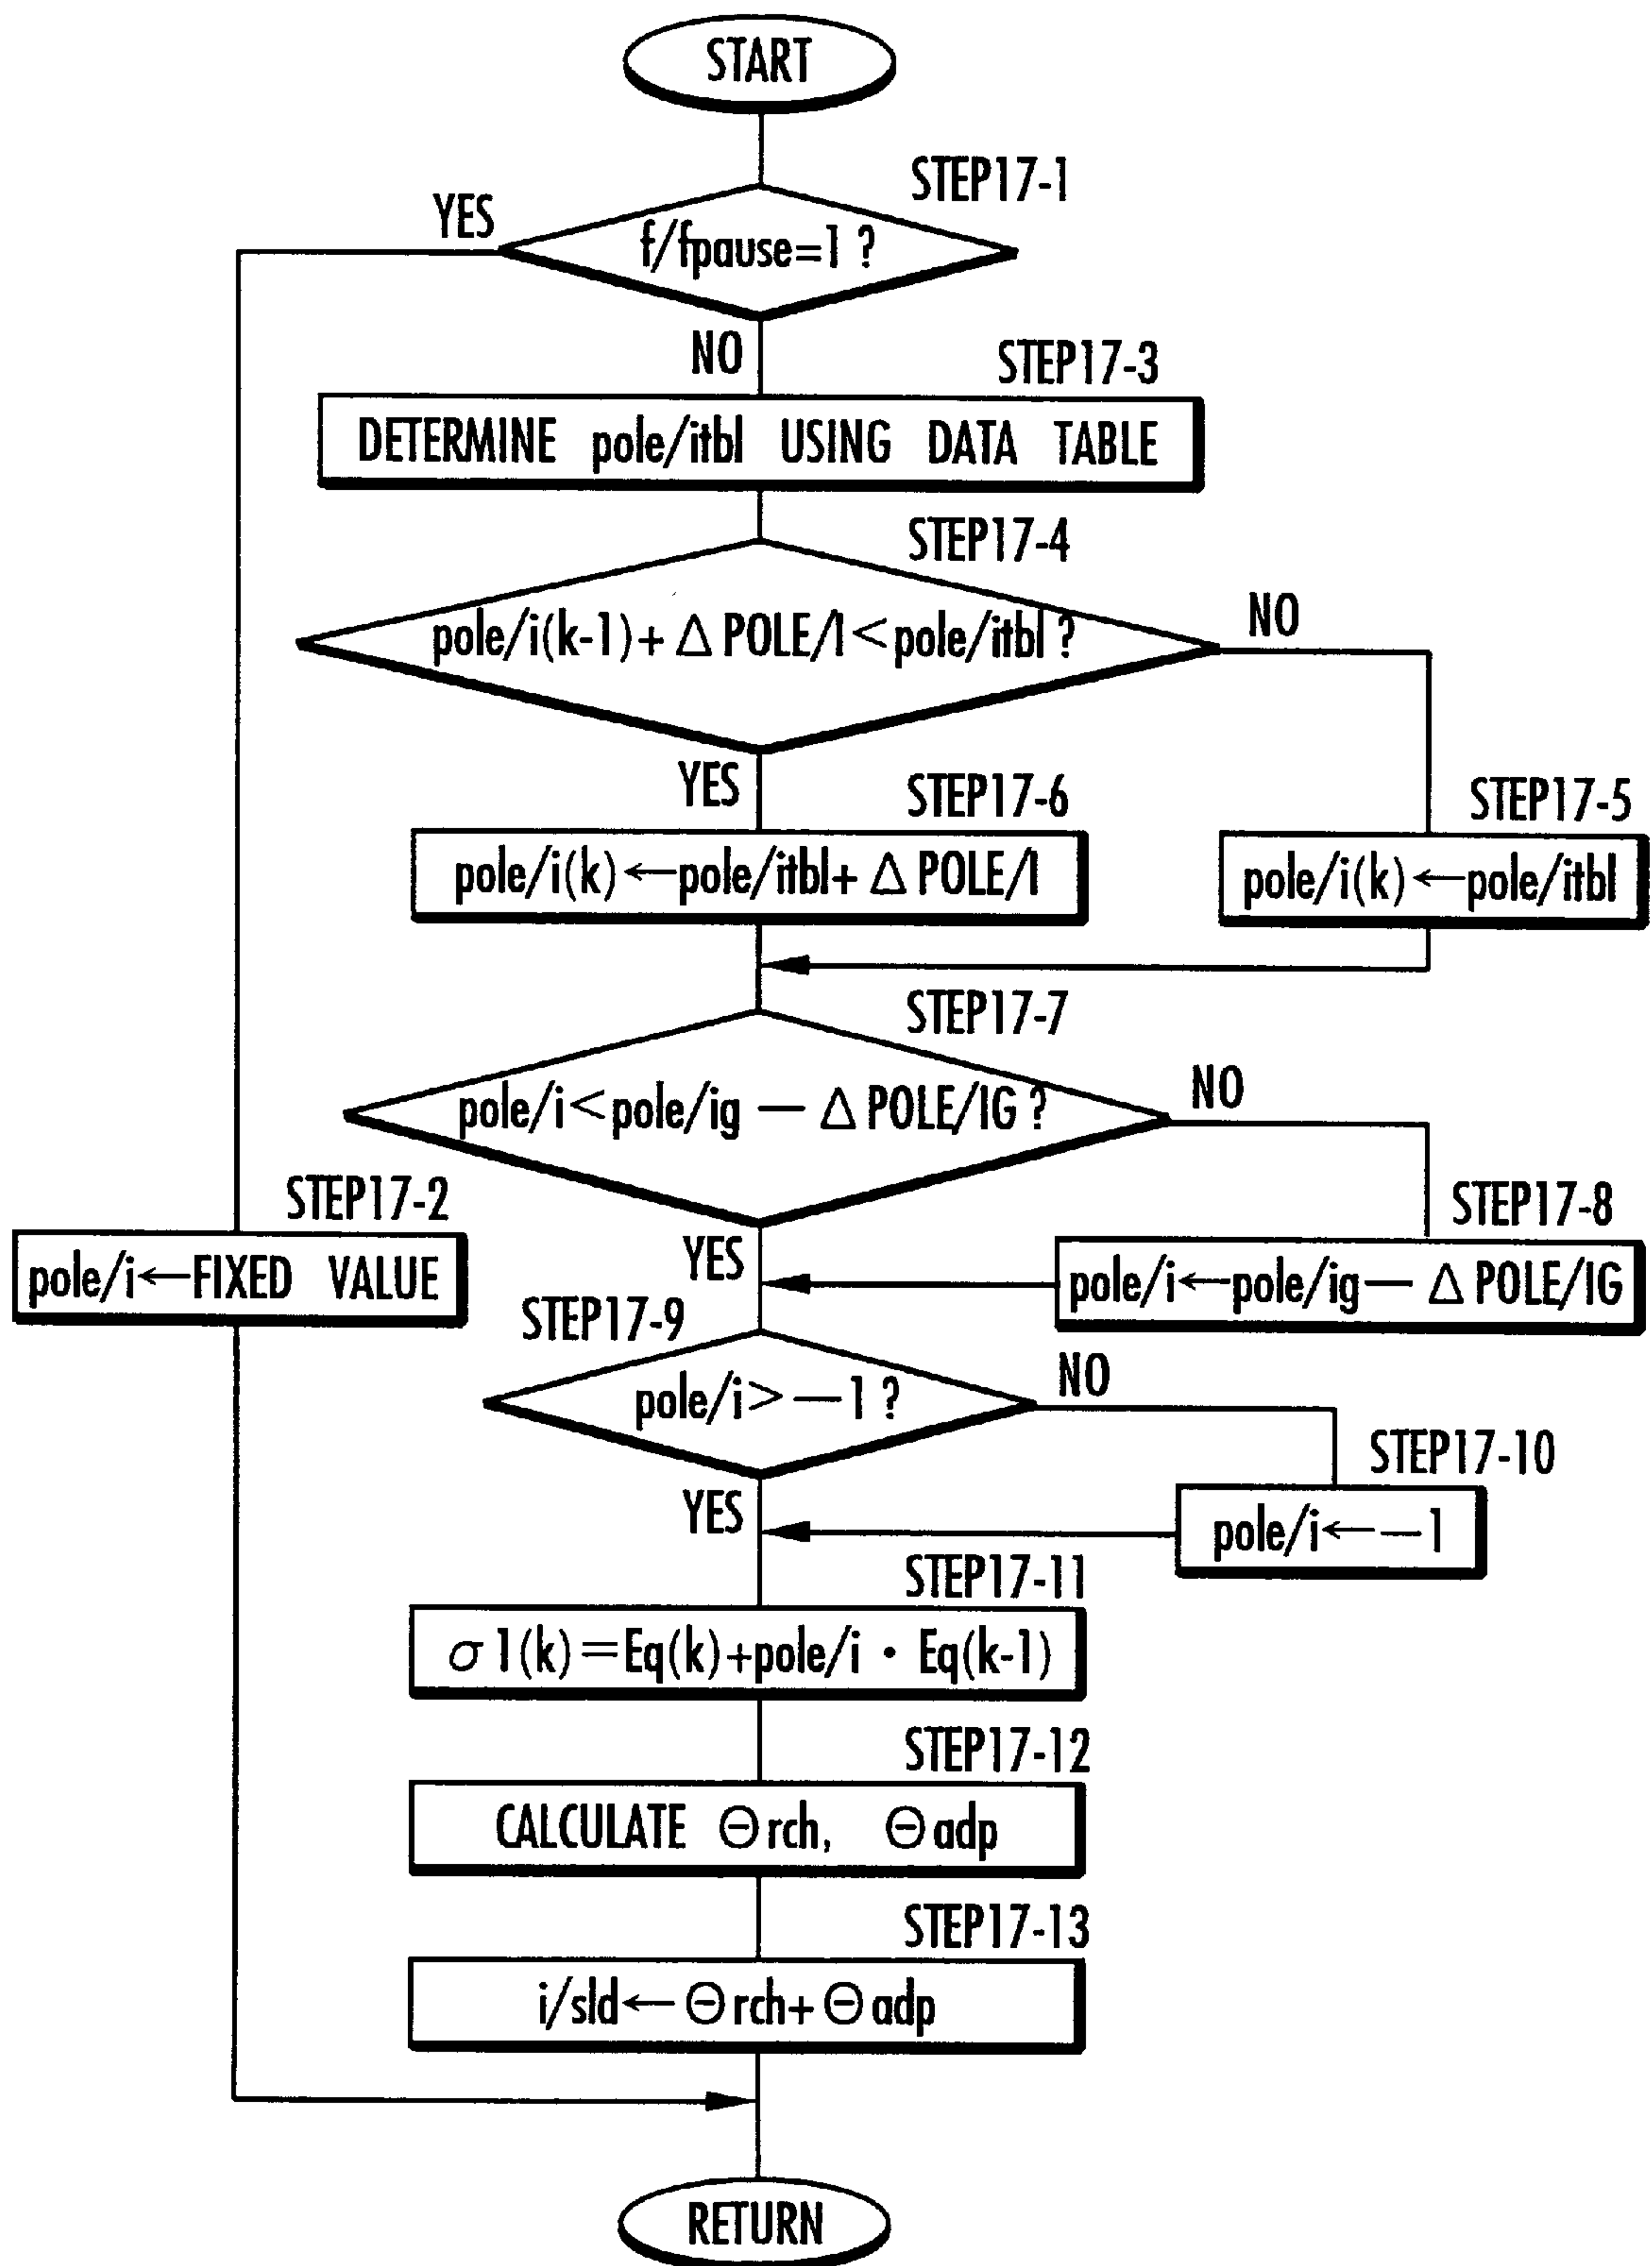 START
STEP17-1
YES
f/fpause=1 ?
NO
STEP17-3
DETERMINE pole/itbl USING DATA TABLE
STEP17-4
pole/i(k-1)+ △ POLE/I<pole/itbl ?
NO
YES
STEP17-6
STEP17-5
pole/i(k)←pole/itbl+ △ POLE/I
pole/i(k)←pole/itbl
STEP17-7
pole/i<pole/ig — △ POLE/IG ?
NO
STEP17-2
STEP17-8
YES
pole/i←FIXED VALUE
pole/i←pole/ig— △ POLE/IG
STEP17-9
pole/i>—1 ?
NO
STEP17-10
YES
pole/i←—1
STEP17-11
σ 1(k)=Eq(k)+pole/i · Eq(k-1)
STEP17-12
CALCULATE Θ rch, Θ adp
STEP17-13
i/sld← Θ rch+ Θ adp
RETURN